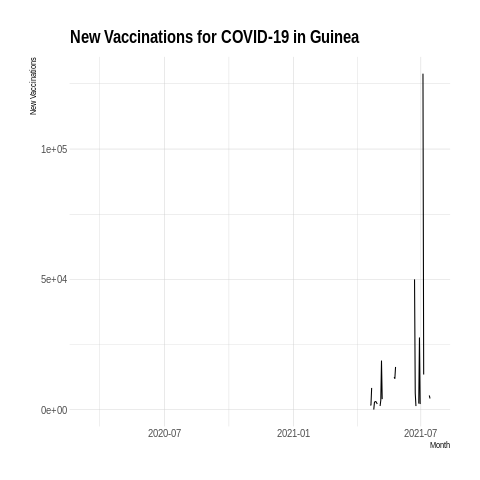 New Vaccinations for COVID-19 in Guinea
New Vaccinations
1e+05
5e+04
0e+00
2020-07
2021-01
2021-07
Month